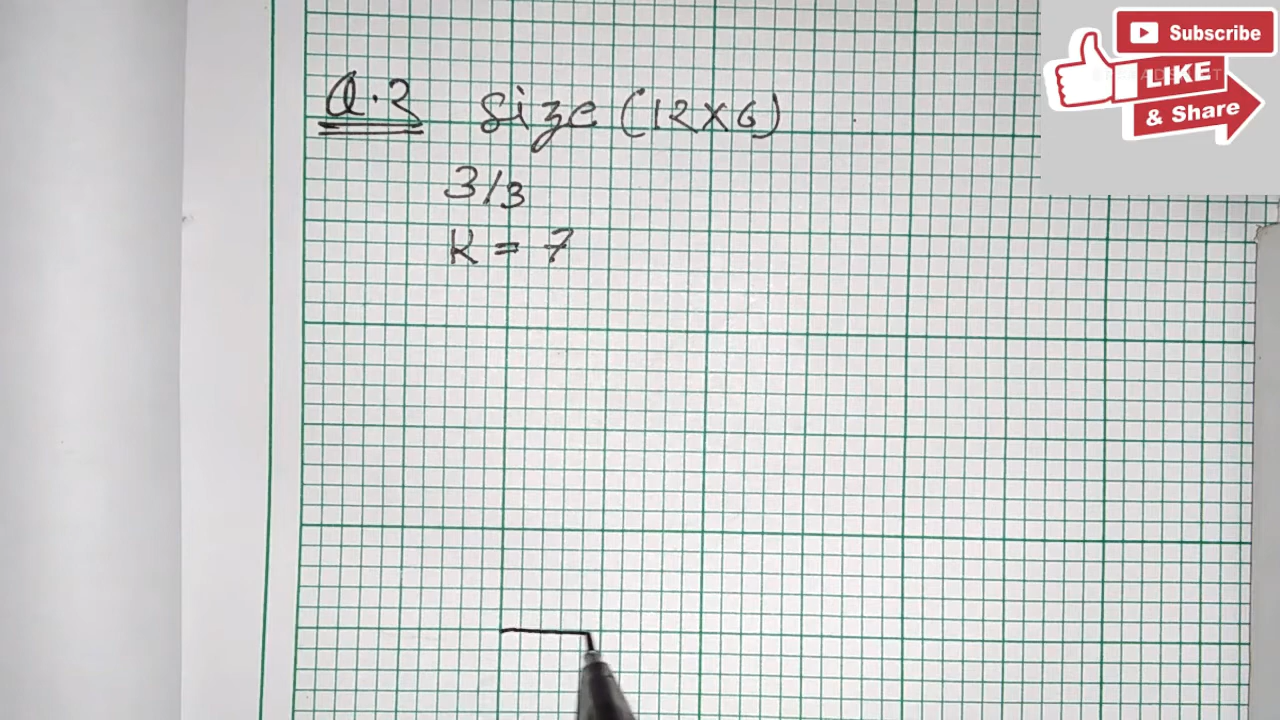 Q.3 Size (12x6)
3/3
K = 7
Subscribe
LIKE
& Share